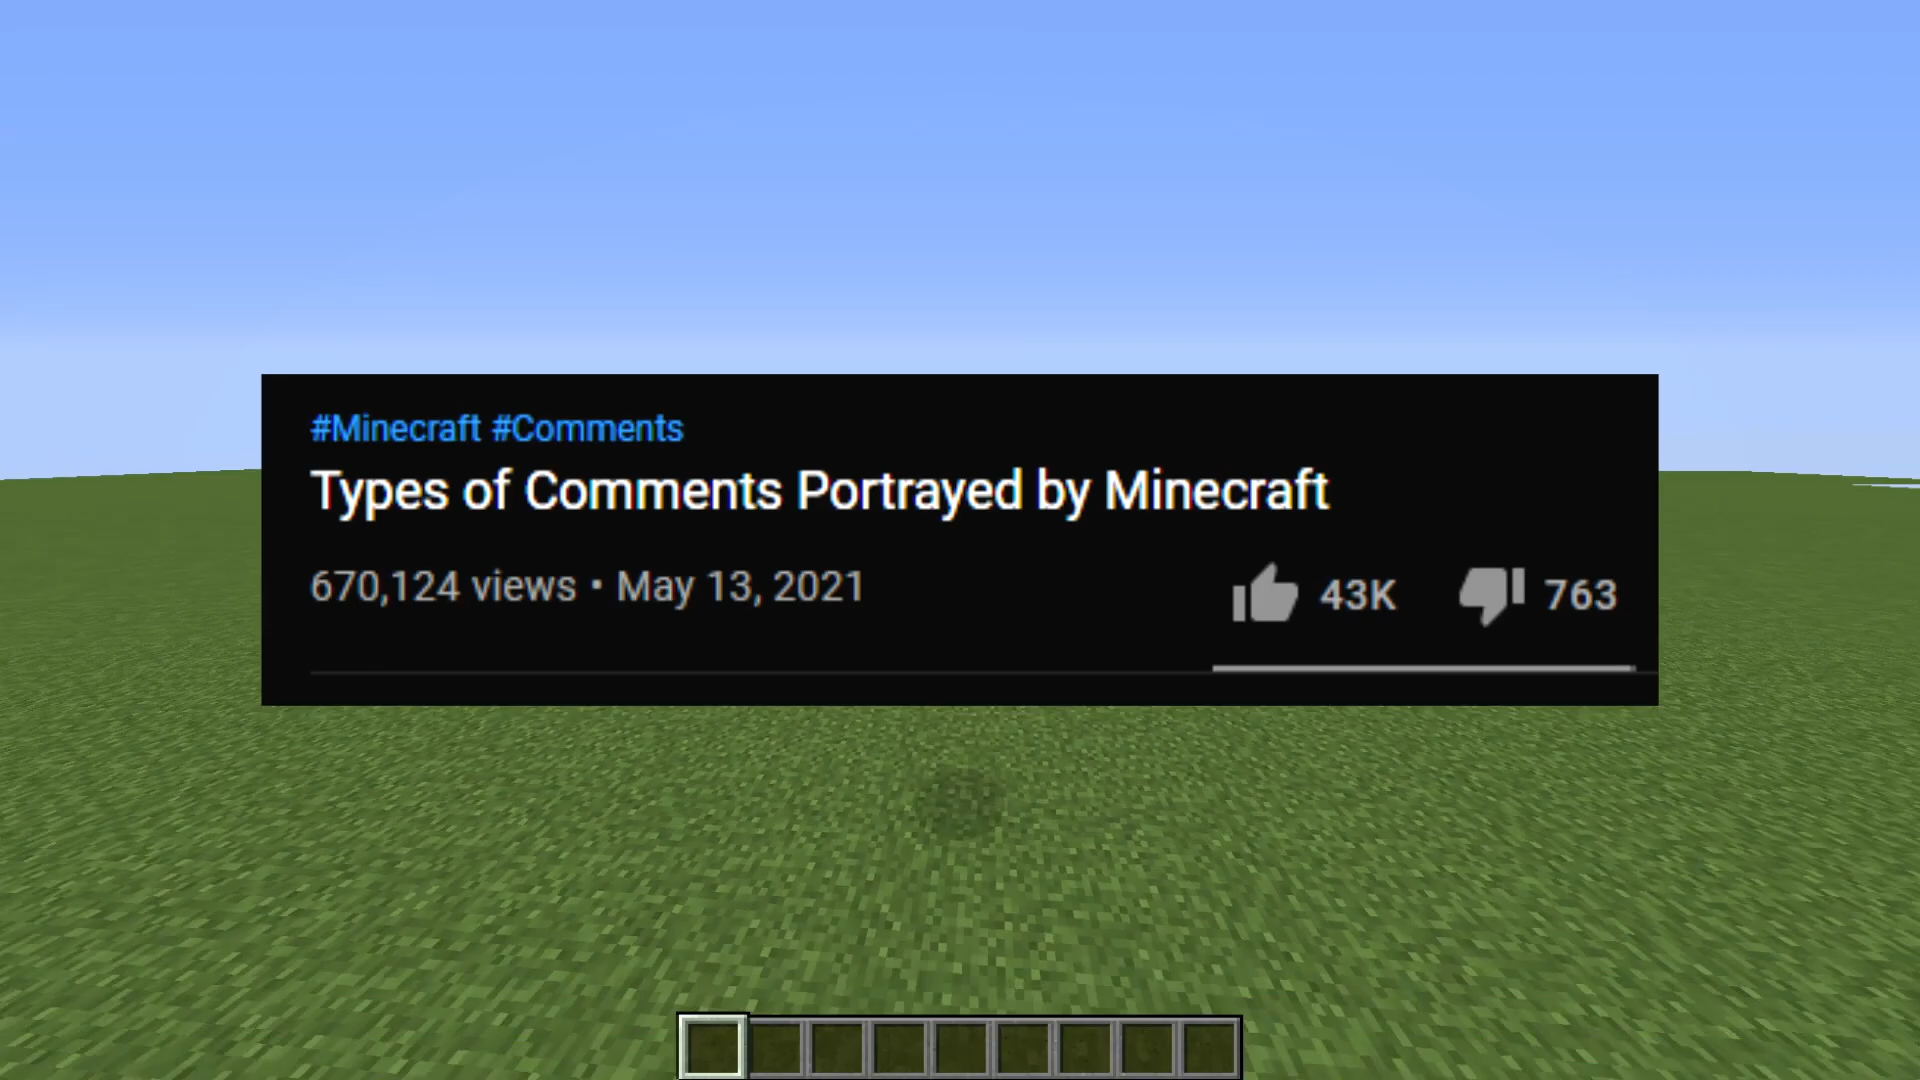 #Minecraft #Comments
Types of Comments Portrayed by Minecraft
670,124 views • May 13, 2021 43K 763